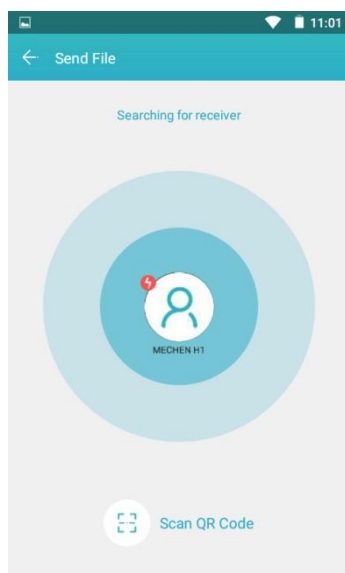 11:01
Send File
Searching for receiver
MECHEN H1
Scan QR Code